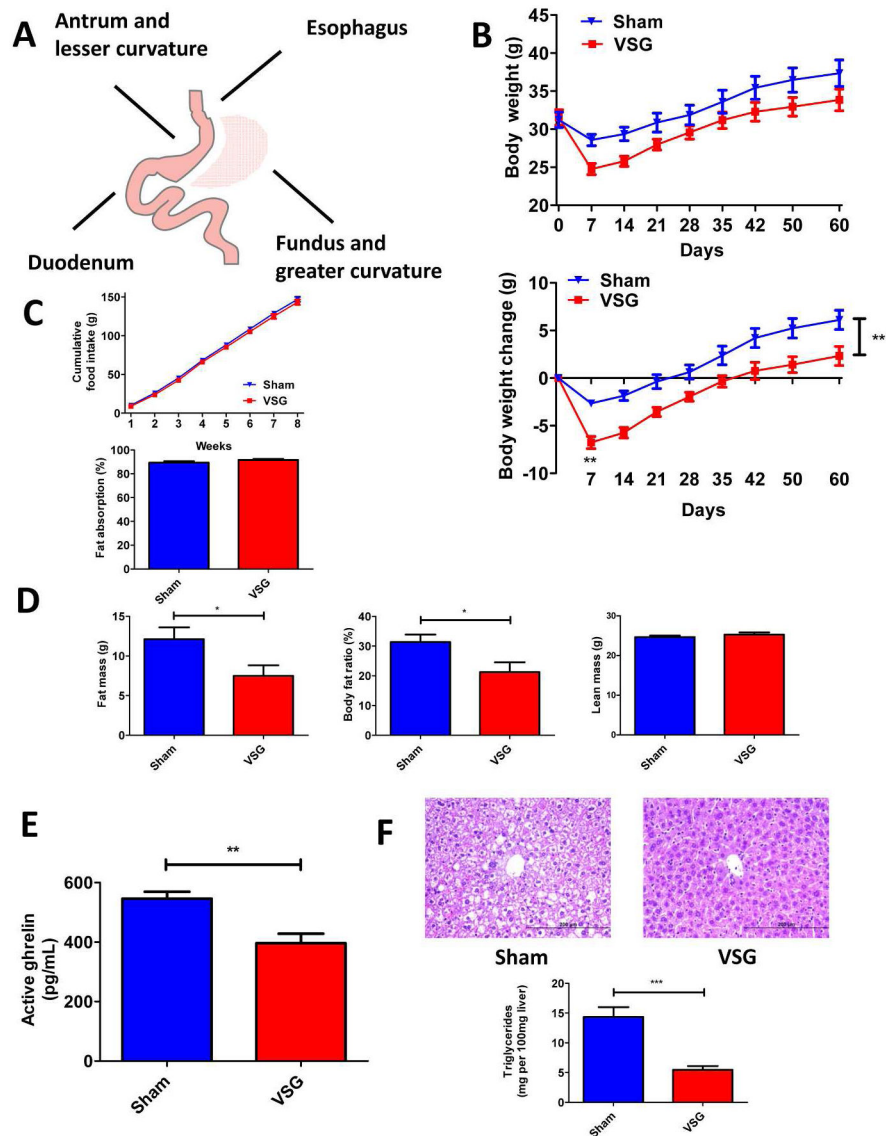 A
Antrum and
lesser curvature
Esophagus
Duodenum
Fundus and
greater curvature
B
Body weight (g)
45
40
35
30
25
20
Sham
VSG
0 7 14 21 28 35 42 50 60
Days
Body weight change (g)
10
5
0
-5
-10
Sham
VSG
**
**
7 14 21 28 35 42 50 60
Days
C
Cumulative
food intake (g)
150
100
50
0
Sham
VSG
1 2 3 4 5 6 7 8
Weeks
Fat absorption (%)
100
80
60
40
20
0
Sham
VSG
D
Fat mass (g)
15
10
5
0
*
Sham
VSG
Body fat ratio (%)
40
30
20
10
0
*
Sham
VSG
Lean mass (g)
30
20
10
0
Sham
VSG
E
Active ghrelin
(pg/mL)
600
400
200
0
**
Sham
VSG
F
200 µm
200 µm
Sham
VSG
Triglycerides
(mg per 100mg liver)
20
15
10
5
0
***
Sham
VSG